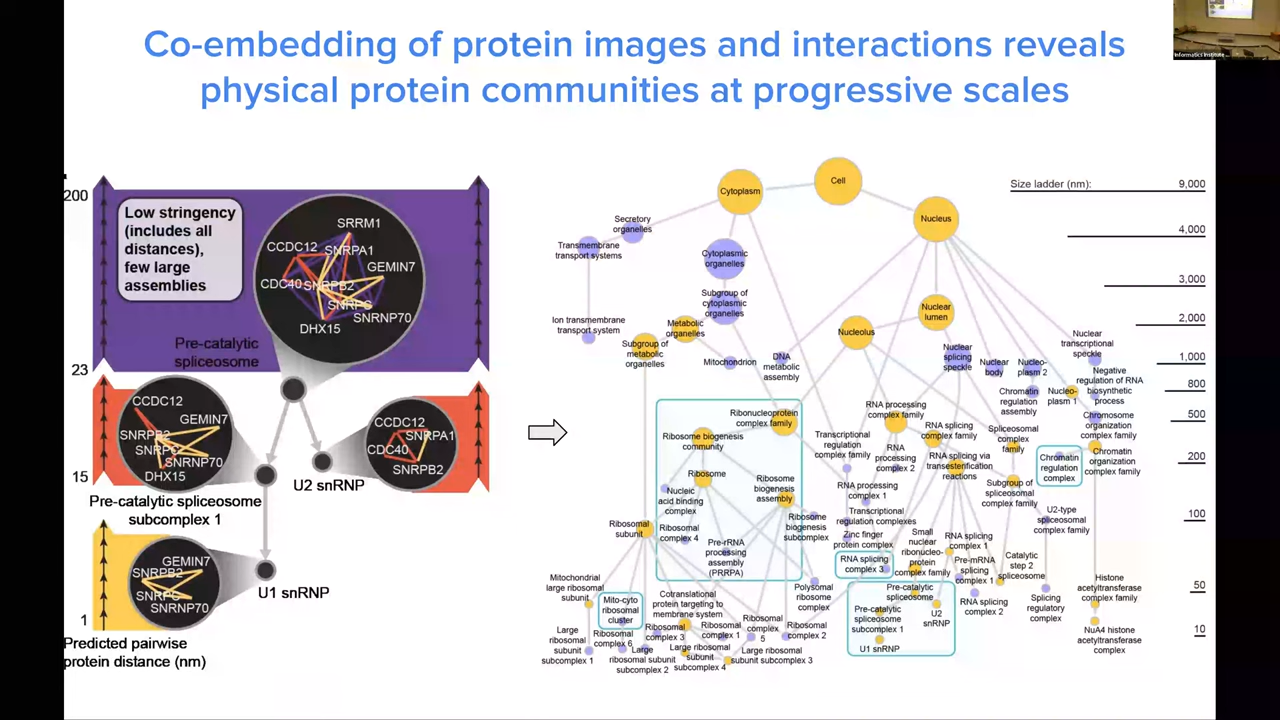 Co-embedding of protein images and interactions reveals
physical protein communities at progressive scales
Informatics Institute
200
Low stringency
(includes all
distances),
few large
assemblies
SRRM1
CCDC12
SNRPA1
GEMIN7
CDC40
SNRPB2
SNRPC
SNRNP70
DHX15
Pre-catalytic
spliceosome
23
CCDC12
GEMIN7
SNRPB2
SNRPC
SNRNP70
DHX15
CCDC12
SNRPA1
CDC40
SNRPB2
15
U2 snRNP
Pre-catalytic spliceosome
subcomplex 1
GEMIN7
SNRPB2
SNRPC
SNRNP70
U1 snRNP
1
Predicted pairwise
protein distance (nm)
Cell
Cytoplasm
Nucleus
Size ladder (nm):
9,000
4,000
3,000
2,000
1,000
800
500
200
100
50
10
Secretory
organelles
Transmembrane
transport systems
Cytoplasmic
organelles
Subgroup of
cytoplasmic
organelles
Ion transmembrane
transport system
Metabolic
organelles
Subgroup of
metabolic
organelles
Mitochondrion
DNA
metabolic
assembly
Nucleolus
Nuclear
lumen
Nuclear
splicing
speckle
Nuclear
body
Nucleo-
plasm 2
Nuclear
transcriptional
speckle
Chromatin
regulation
assembly
Nucleo-
plasm 1
Negative
regulation of RNA
biosynthetic
process
Chromosome
organization
complex family
Ribonucleoprotein
complex family
Ribosome biogenesis
community
Ribosome
Nucleic
acid binding
complex
Ribosome
biogenesis
assembly
Ribosomal
subunit
Ribosomal
complex 4
Pre-rRNA
processing
assembly
(PRRPA)
Ribosome
biogenesis
subcomplex
Transcriptional
regulation
complex family
RNA processing
complex family
RNA
processing
complex 2
RNA splicing
complex family
RNA splicing via
transesterification
reactions
Spliceosomal
complex
family
Chromatin
regulation
complex
Chromatin
organization
complex family
RNA processing
complex 1
Subgroup of
spliceosomal
complex family
Transcriptional
regulation complexes
U2-type
spliceosomal
complex family
Zinc finger
protein complex
RNA splicing
complex 3
Small
nuclear
ribonucleo-
protein
complex family
RNA splicing
complex 1
Pre-mRNA
splicing
complex 1
Catalytic
step 2
spliceosome
Mitochondrial
large ribosomal
subunit
Mito-cyto
ribosomal
cluster
Cotranslational
protein targeting to
membrane system
Polysomal
ribosome
complex
Pre-catalytic
spliceosome
Pre-catalytic
spliceosome
subcomplex 1
U2
snRNP
U1 snRNP
RNA splicing
complex 2
Splicing
regulatory
complex
Histone
acetyltransferase
complex family
NuA4 histone
acetyltransferase
complex
Large
ribosomal
subunit
subcomplex 1
Ribosomal
complex 6
Ribosomal
complex 3
Ribosomal
complex 1
Ribosomal
complex
5
Ribosomal
complex 2
Large
ribosomal subunit
subcomplex 2
Large ribosomal
subunit
subcomplex 4
Large ribosomal
subunit subcomplex 3